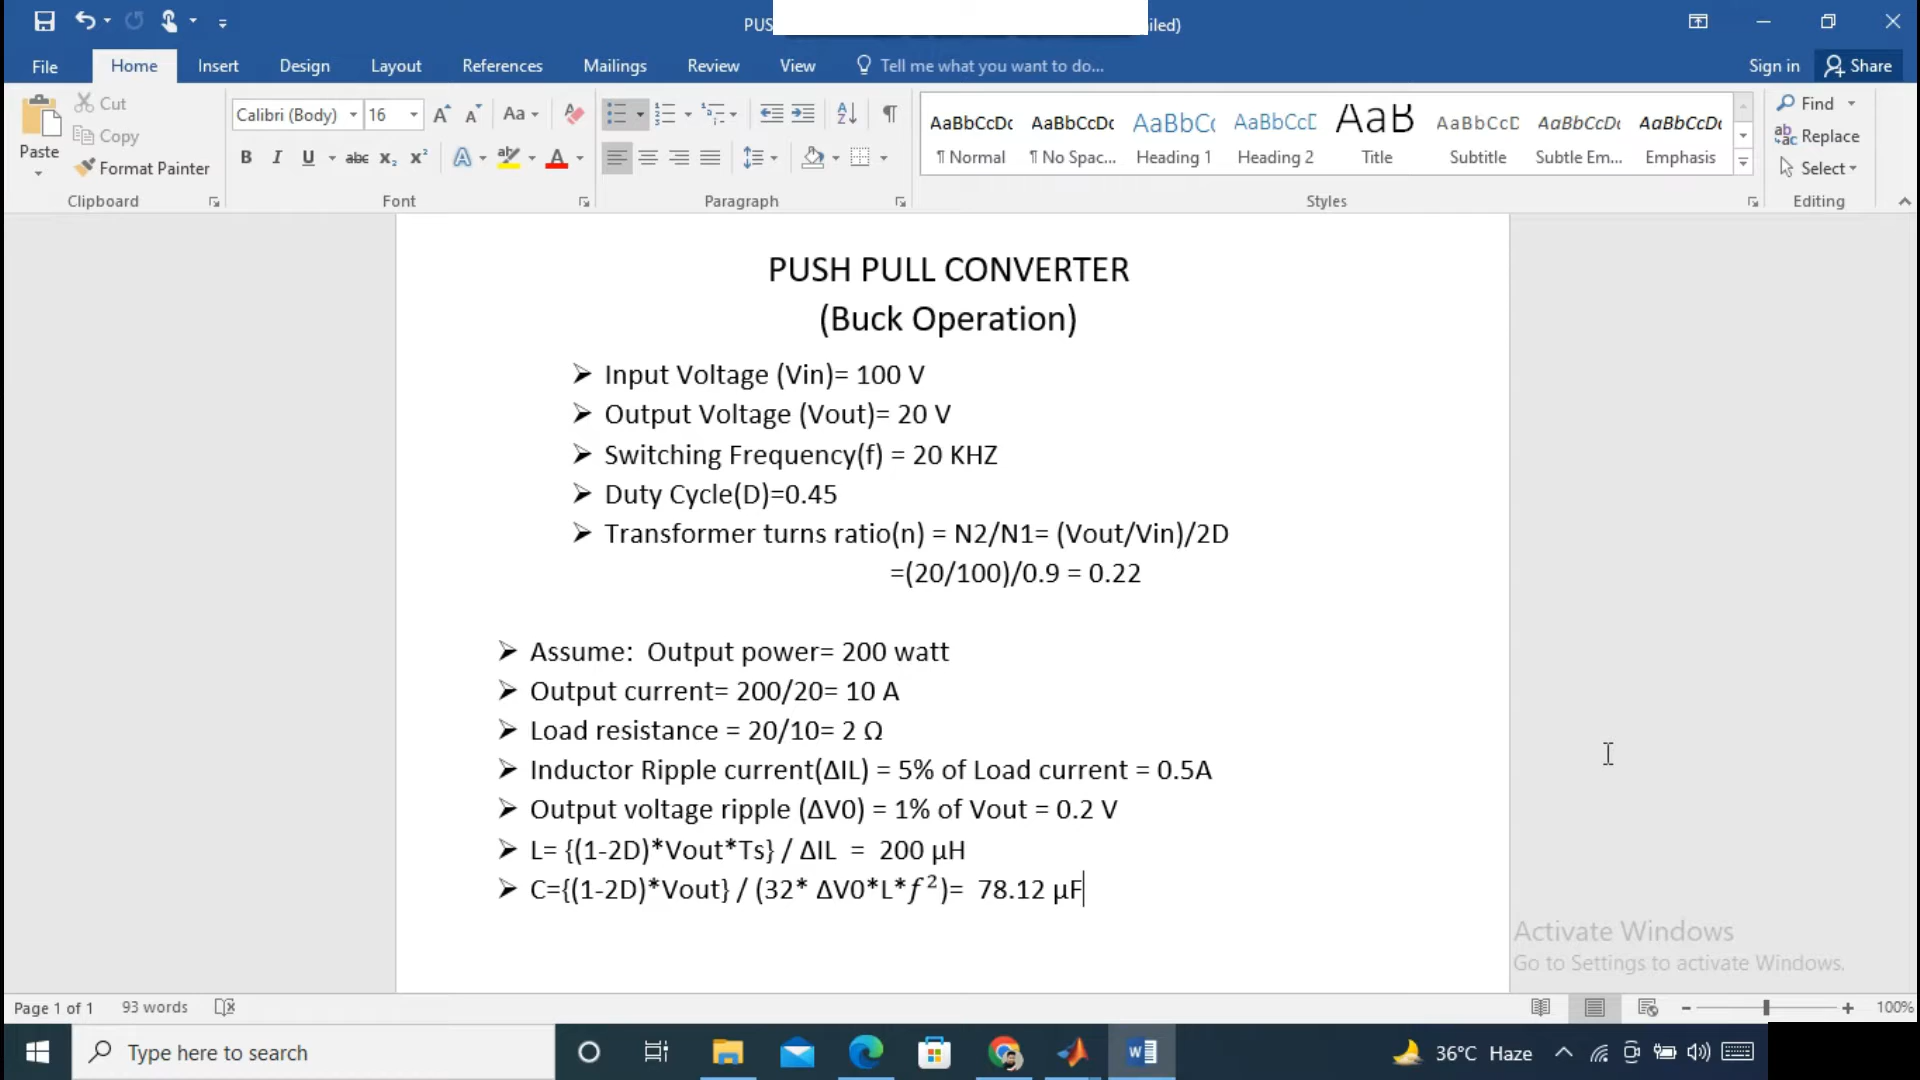 PUS
iled)
File
Home
Insert
Design
Layout
References
Mailings
Review
View
Tell me what you want to do...
Sign in
Share
Paste
Cut
Copy
Format Painter
Clipboard
Calibri (Body)
16
Aa
B I U abc X₂ X²
Font
Paragraph
AaBbCcDc
¶ Normal
AaBbCcDc
¶ No Spac...
AaBbCc
Heading 1
AaBbCcE
Heading 2
AaB
Title
AaBbCcD
Subtitle
AaBbCcDc
Subtle Em...
AaBbCcDc
Emphasis
Styles
Find
Replace
Select
Editing
PUSH PULL CONVERTER
(Buck Operation)
➢ Input Voltage (Vin)= 100 V
➢ Output Voltage (Vout)= 20 V
➢ Switching Frequency(f) = 20 KHZ
➢ Duty Cycle(D)=0.45
➢ Transformer turns ratio(n) = N2/N1= (Vout/Vin)/2D
=(20/100)/0.9 = 0.22
➢ Assume: Output power= 200 watt
➢ Output current= 200/20= 10 A
➢ Load resistance = 20/10= 2 Ω
➢ Inductor Ripple current(ΔIL) = 5% of Load current = 0.5A
➢ Output voltage ripple (ΔV0) = 1% of Vout = 0.2 V
➢ L= {(1-2D)*Vout*Ts} / ΔIL = 200 μH
➢ C={(1-2D)*Vout} / (32* ΔV0*L*f²)= 78.12 μF
Activate Windows
Go to Settings to activate Windows.
Page 1 of 1
93 words
100%
Type here to search
36°C Haze